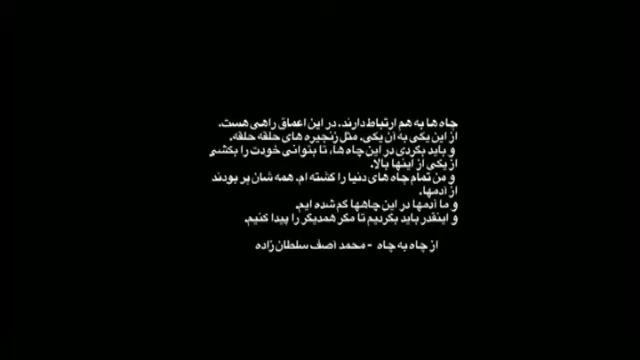 چاه ها به هم ارتباط دارند. در این اعماق راهی هست.
از این یکی به آن یکی. مثل زنجیره های حلقه حلقه.
و باید بگردی در این چاه ها، تا بتوانی خودت را بکشی
از یکی از اینها بالا.
و من تمام چاه های دنیا را گشته ام. همه شان پر بودند
از آدمها.
و ما آدمها در این چاهها گم شده ایم.
و اینقدر باید بگردیم تا مگر همدیگر را پیدا کنیم.
از چاه به چاه - محمد آصف سلطان زاده